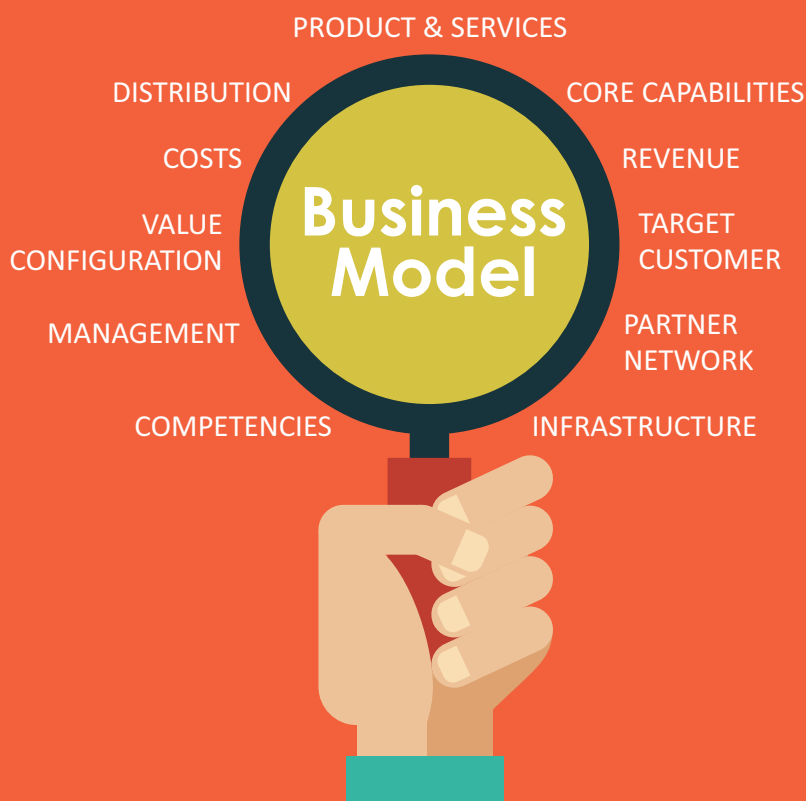 PRODUCT & SERVICES
DISTRIBUTION
CORE CAPABILITIES
COSTS
REVENUE
VALUE
CONFIGURATION
TARGET
CUSTOMER
Business
Model
MANAGEMENT
PARTNER
NETWORK
COMPETENCIES
INFRASTRUCTURE